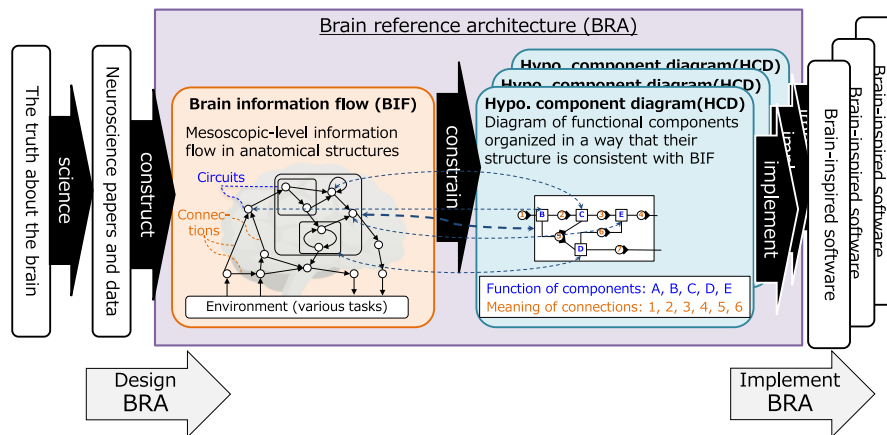 Brain reference architecture (BRA)
The truth about the brain
science
Neuroscience papers and data
construct
Brain information flow (BIF)
Mesoscopic-level information
flow in anatomical structures
Circuits
Connec-
tions
Environment (various tasks)
constrain
Hypo. component diagram(HCD)
Hypo. component diagram(HCD)
Hypo. component diagram(HCD)
Diagram of functional components
organized in a way that their
structure is consistent with BIF
1 B 2 C 3 E 4
5 6
D 7
Function of components: A, B, C, D, E
Meaning of connections: 1, 2, 3, 4, 5, 6
implement
Brain-inspired software
Brain-inspired software
Brain-inspired software
Design
BRA
Implement
BRA